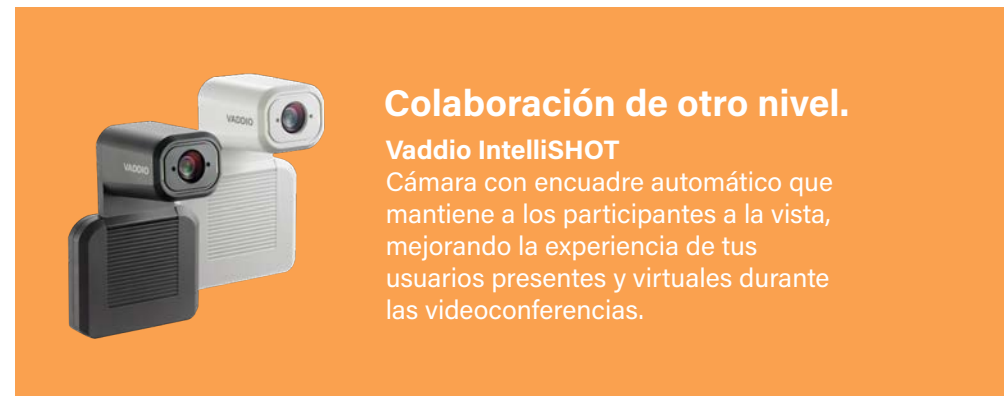 VADDIO
VADDIO
Colaboración de otro nivel.
Vaddio IntelliSHOT
Cámara con encuadre automático que
mantiene a los participantes a la vista,
mejorando la experiencia de tus
usuarios presentes y virtuales durante
las videoconferencias.